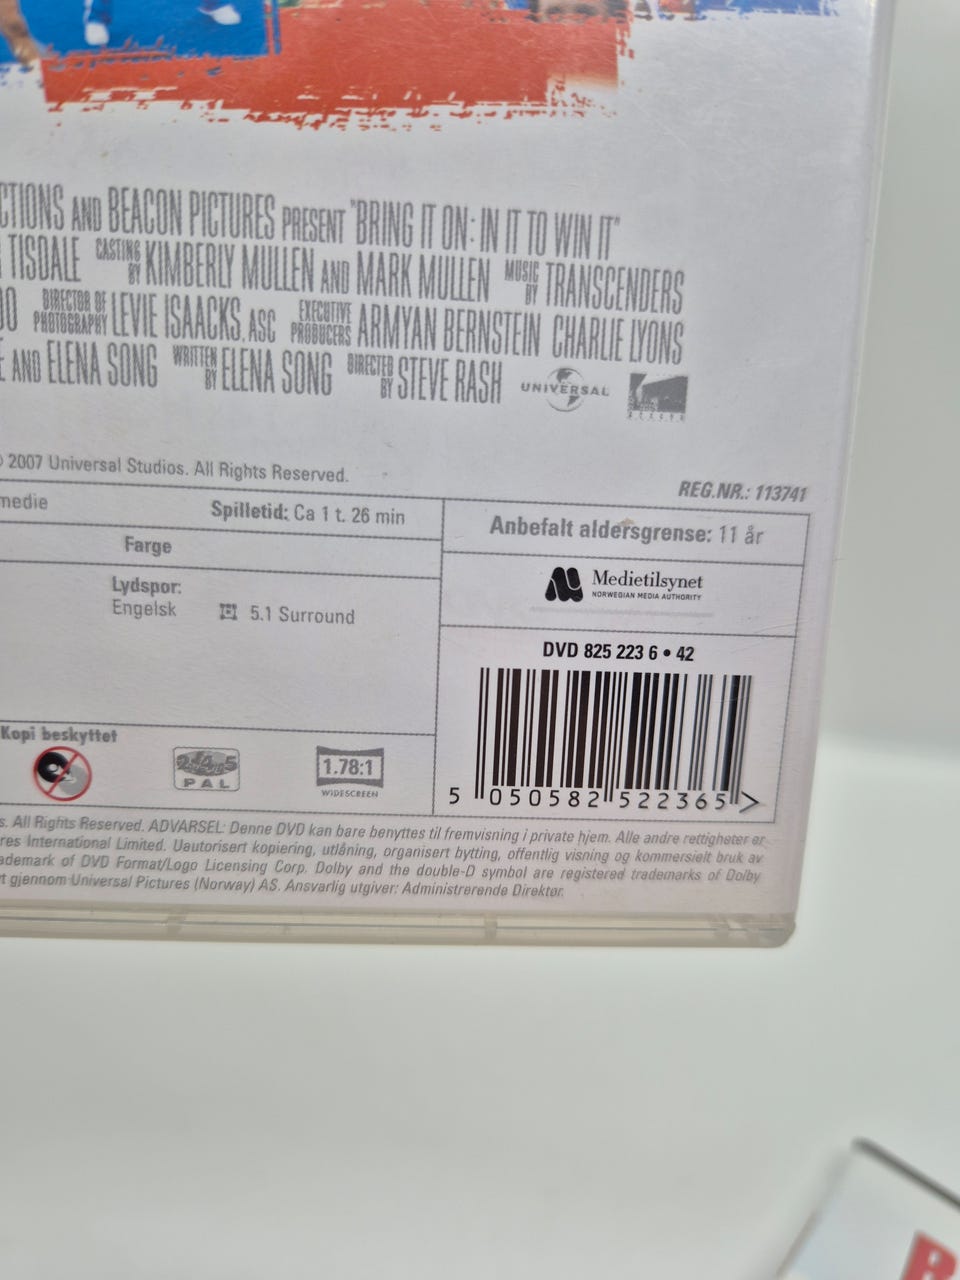 CTIONS AND BEACON PICTURES PRESENT "BRING IT ON: IN IT TO WIN IT"
TISDALE CASTING BY KIMBERLY MULLEN AND MARK MULLEN MUSIC BY TRANSCENDERS
DO DIRECTOR OF PHOTOGRAPHY LEVIE ISAACKS, ASC EXECUTIVE PRODUCERS ARMYAN BERNSTEIN CHARLIE LYONS
E AND ELENA SONG WRITTEN BY ELENA SONG DIRECTED BY STEVE RASH UNIVERSAL BEACON
© 2007 Universal Studios. All Rights Reserved.
REG.NR.: 113741
medie Spilletid: Ca 1 t. 26 min
Anbefalt aldersgrense: 11 år
Farge
Medietilsynet
NORWEGIAN MEDIA AUTHORITY
Lydspor:
Engelsk 5.1 Surround
DVD 825 223 6 • 42
Kopi beskyttet
2,4,5
PAL
1.78:1
WIDESCREEN
5 050582 522365 >
s. All Rights Reserved. ADVARSEL: Denne DVD kan bare benyttes til fremvisning i private hjem. Alle andre rettigheter er
res International Limited. Uautorisert kopiering, utlåning, organisert bytting, offentlig visning og kommersielt bruk av
ademark of DVD Format/Logo Licensing Corp. Dolby and the double-D symbol are registered trademarks of Dolby
t gjennom Universal Pictures (Norway) AS. Ansvarlig utgiver: Administrerende Direktør.